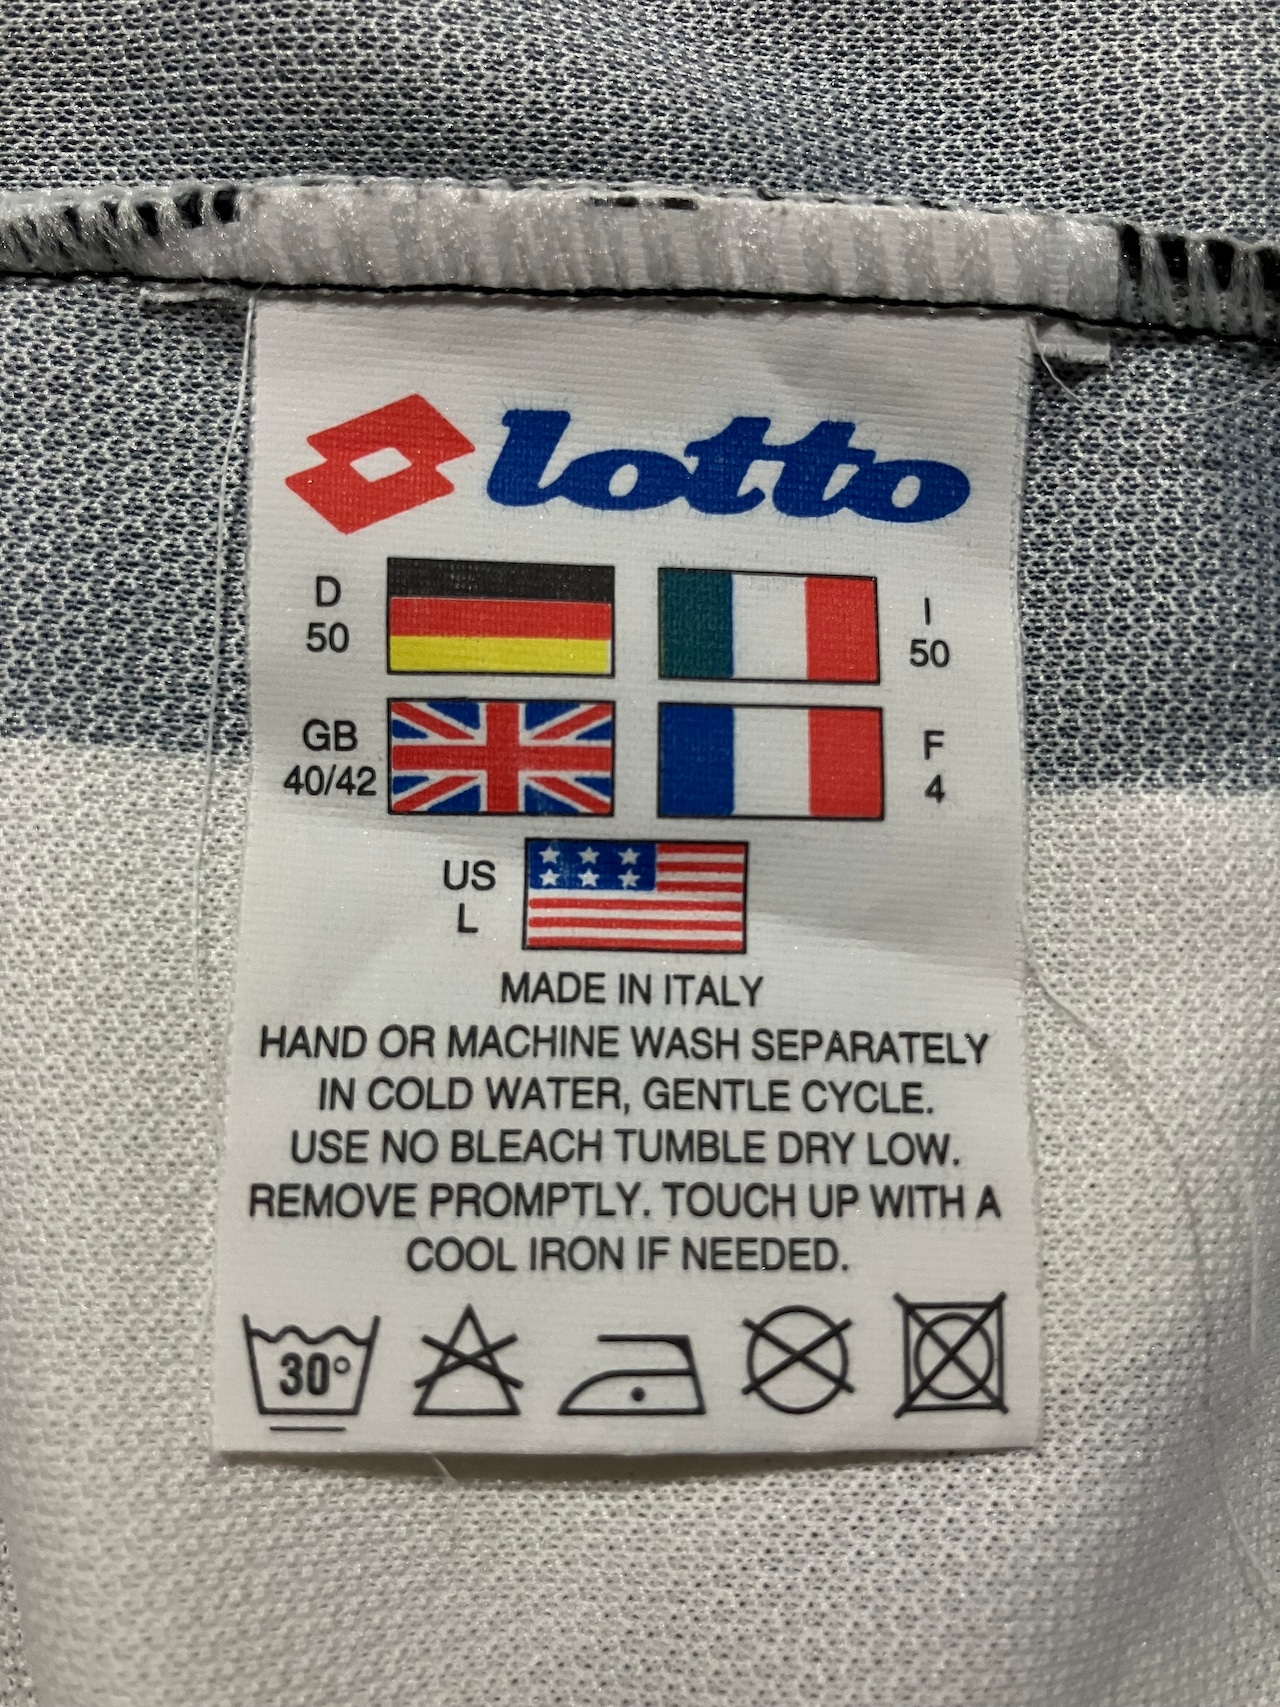 lotto
D
50
I
50
GB
40/42
F
4
US
L
MADE IN ITALY
HAND OR MACHINE WASH SEPARATELY
IN COLD WATER, GENTLE CYCLE.
USE NO BLEACH TUMBLE DRY LOW.
REMOVE PROMPTLY. TOUCH UP WITH A
COOL IRON IF NEEDED.
30°